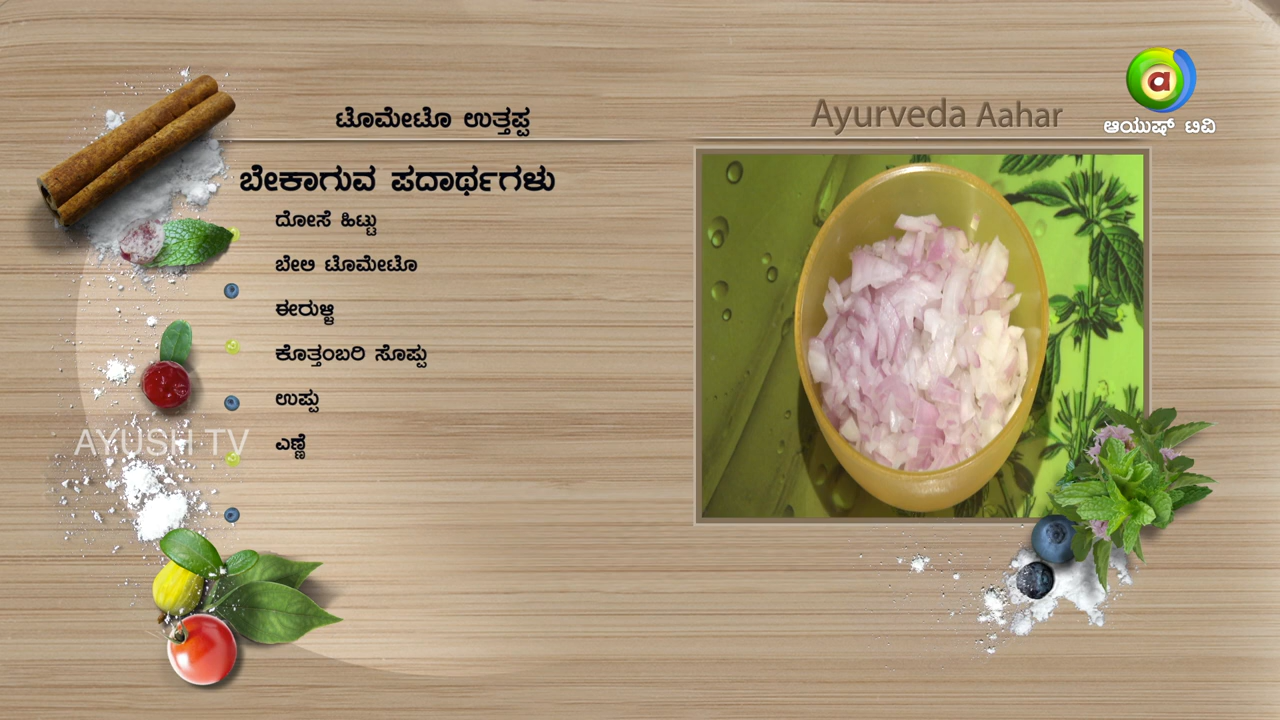 ಟೊಮೇಟೊ ಉತ್ತಪ್ಪ
Ayurveda Aahar
a
ಆಯುಷ್ ಟಿವಿ
ಬೇಕಾಗುವ ಪದಾರ್ಥಗಳು
ದೋಸೆ ಹಿಟ್ಟು
ಬೇಲಿ ಟೊಮೇಟೊ
ಈರುಳ್ಳಿ
ಕೊತ್ತಂಬರಿ ಸೊಪ್ಪು
ಉಪ್ಪು
ಎಣ್ಣೆ
AYUSH TV